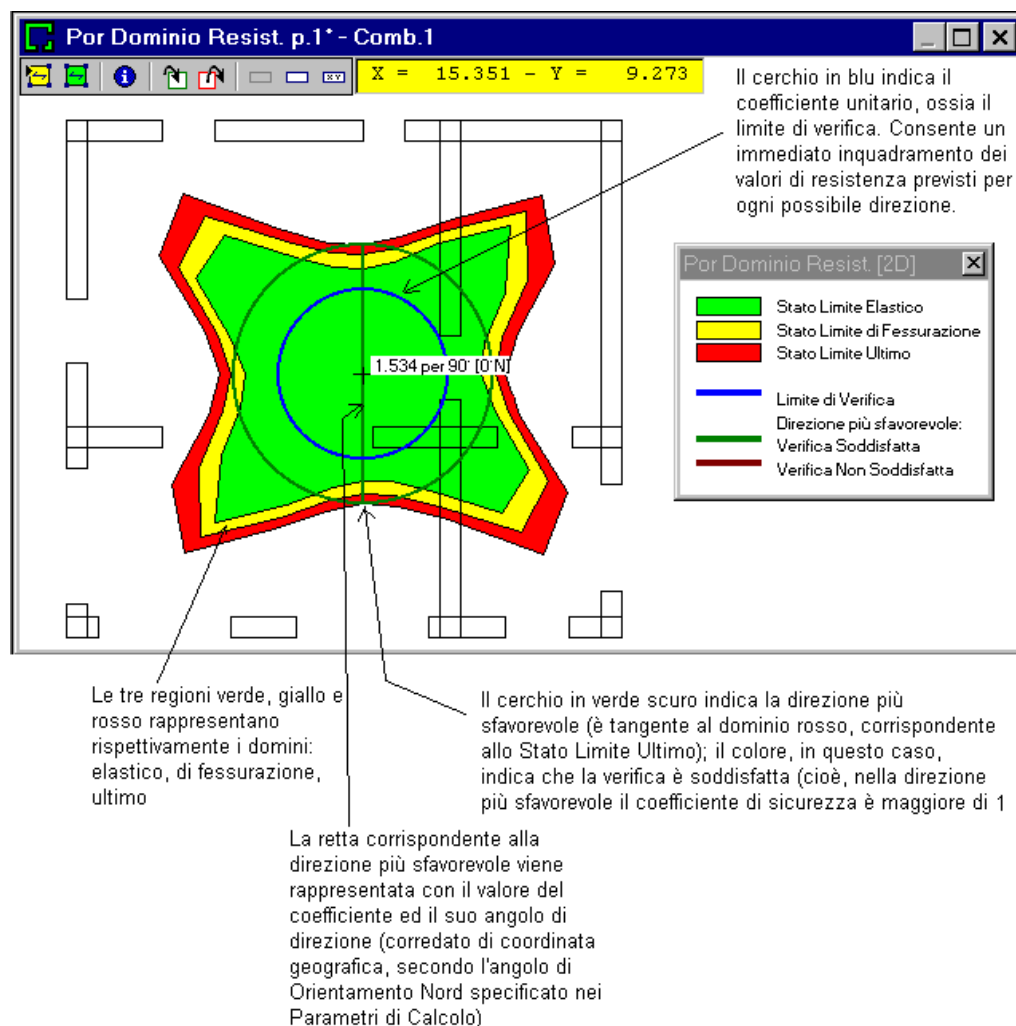 Por Dominio Resist. p.1* - Comb.1
X = 15.351 - Y = 9.273
Il cerchio in blu indica il
coefficiente unitario, ossia il
limite di verifica. Consente un
immediato inquadramento dei
valori di resistenza previsti per
ogni possibile direzione.
Por Dominio Resist. [2D]
Stato Limite Elastico
Stato Limite di Fessurazione
Stato Limite Ultimo
Limite di Verifica
Direzione più sfavorevole:
Verifica Soddisfatta
Verifica Non Soddisfatta
1.534 per 90° [0°N]
Le tre regioni verde, giallo e
rosso rappresentano
rispettivamente i domini:
elastico, di fessurazione,
ultimo
Il cerchio in verde scuro indica la direzione più
sfavorevole (è tangente al dominio rosso, corrispondente
allo Stato Limite Ultimo); il colore, in questo caso,
indica che la verifica è soddisfatta (cioè, nella direzione
più sfavorevole il coefficiente di sicurezza è maggiore di 1
La retta corrispondente alla
direzione più sfavorevole viene
rappresentata con il valore del
coefficiente ed il suo angolo di
direzione (corredato di coordinata
geografica, secondo l'angolo di
Orientamento Nord specificato nei
Parametri di Calcolo)